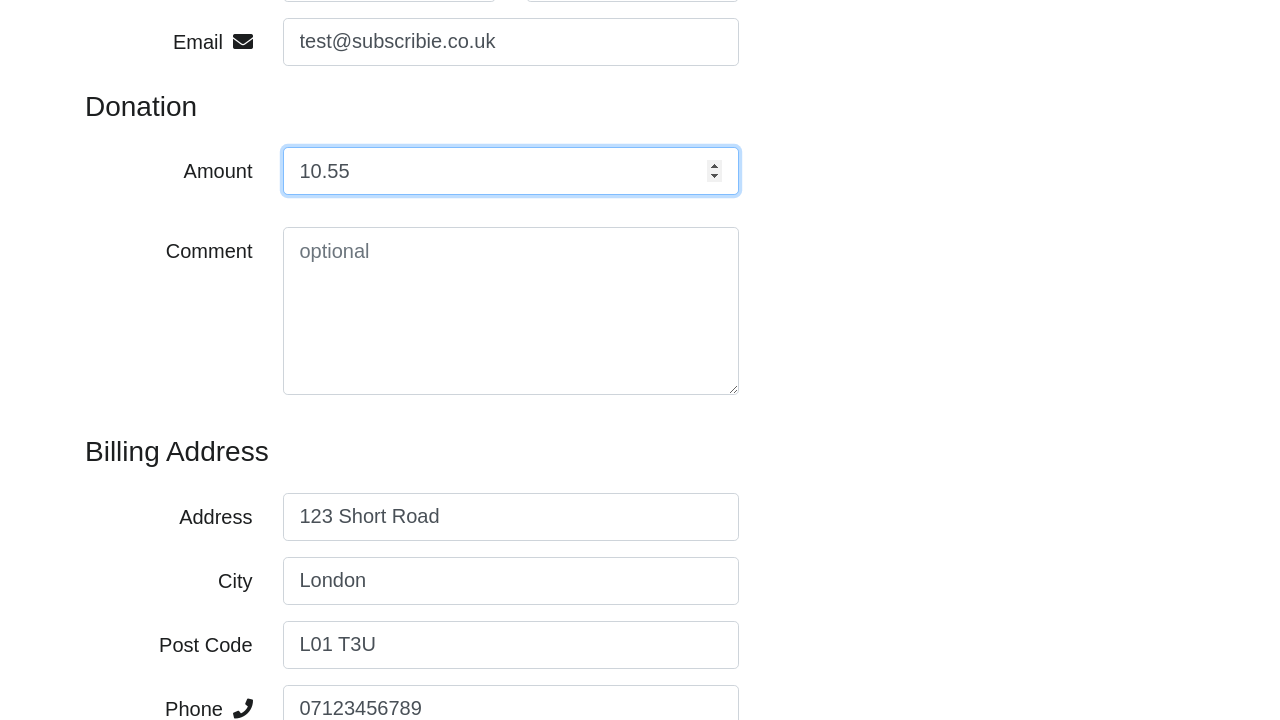 Email test@subscribie.co.uk
Donation
Amount 10.55
Comment optional
Billing Address
Address 123 Short Road
City London
Post Code L01 T3U
Phone 07123456789